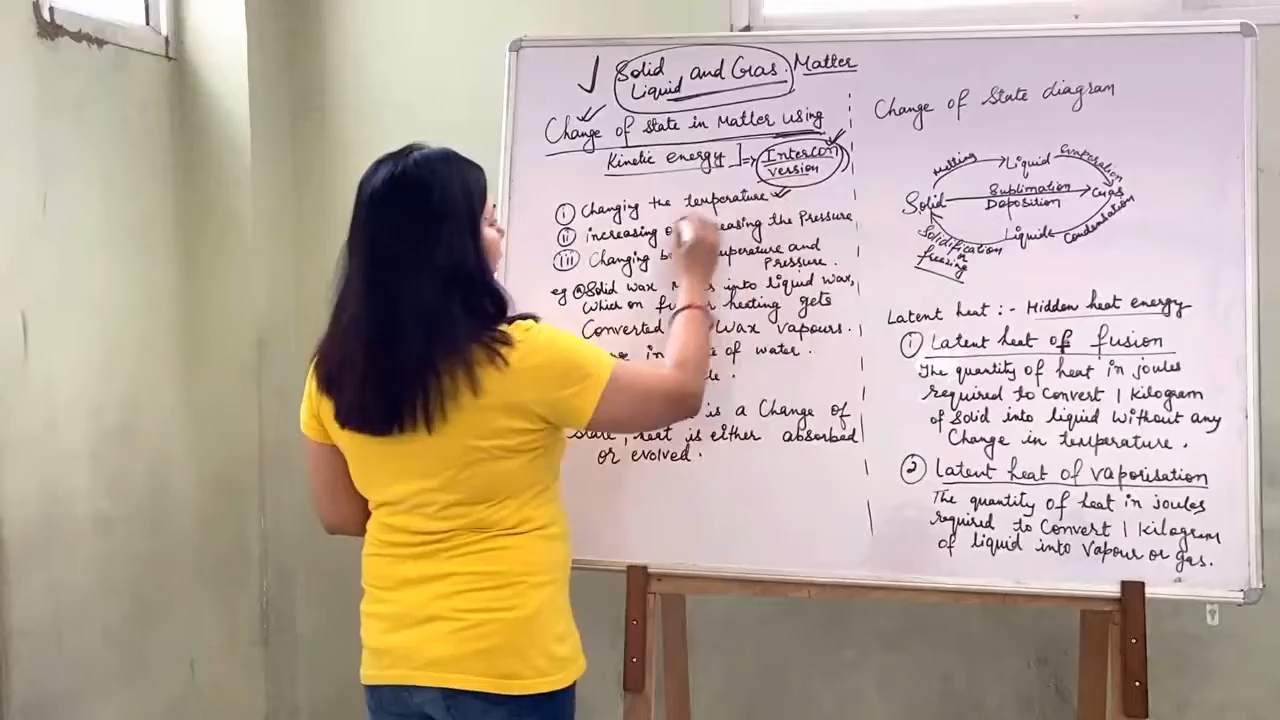 Solid
Liquid and Gas. Matter
Change of state in Matter using
Kinetic energy ] => Intercon
version
(i) Changing the temperature
(ii) increasing the Pressure
(iii) Changing and
Pressure.
eg (a) Solid wax into liquid wax,
which on heating gets
Converted Wax vapours.
in of water.
is a Change of
State, heat is either absorbed
or evolved.
Change of state diagram
Melting
Liquid
Evaporation
Solid
Sublimation
Deposition
Gas
Solidification
or
freezing
Liquid
Condensation
Latent heat :- Hidden heat energy
(1) Latent heat of fusion
The quantity of heat in joules
required to Convert 1 kilogram
of Solid into liquid without any
Change in temperature.
(2) Latent heat of vaporisation
The quantity of heat in joules
required to Convert 1 kilogram
of liquid into vapour or gas.